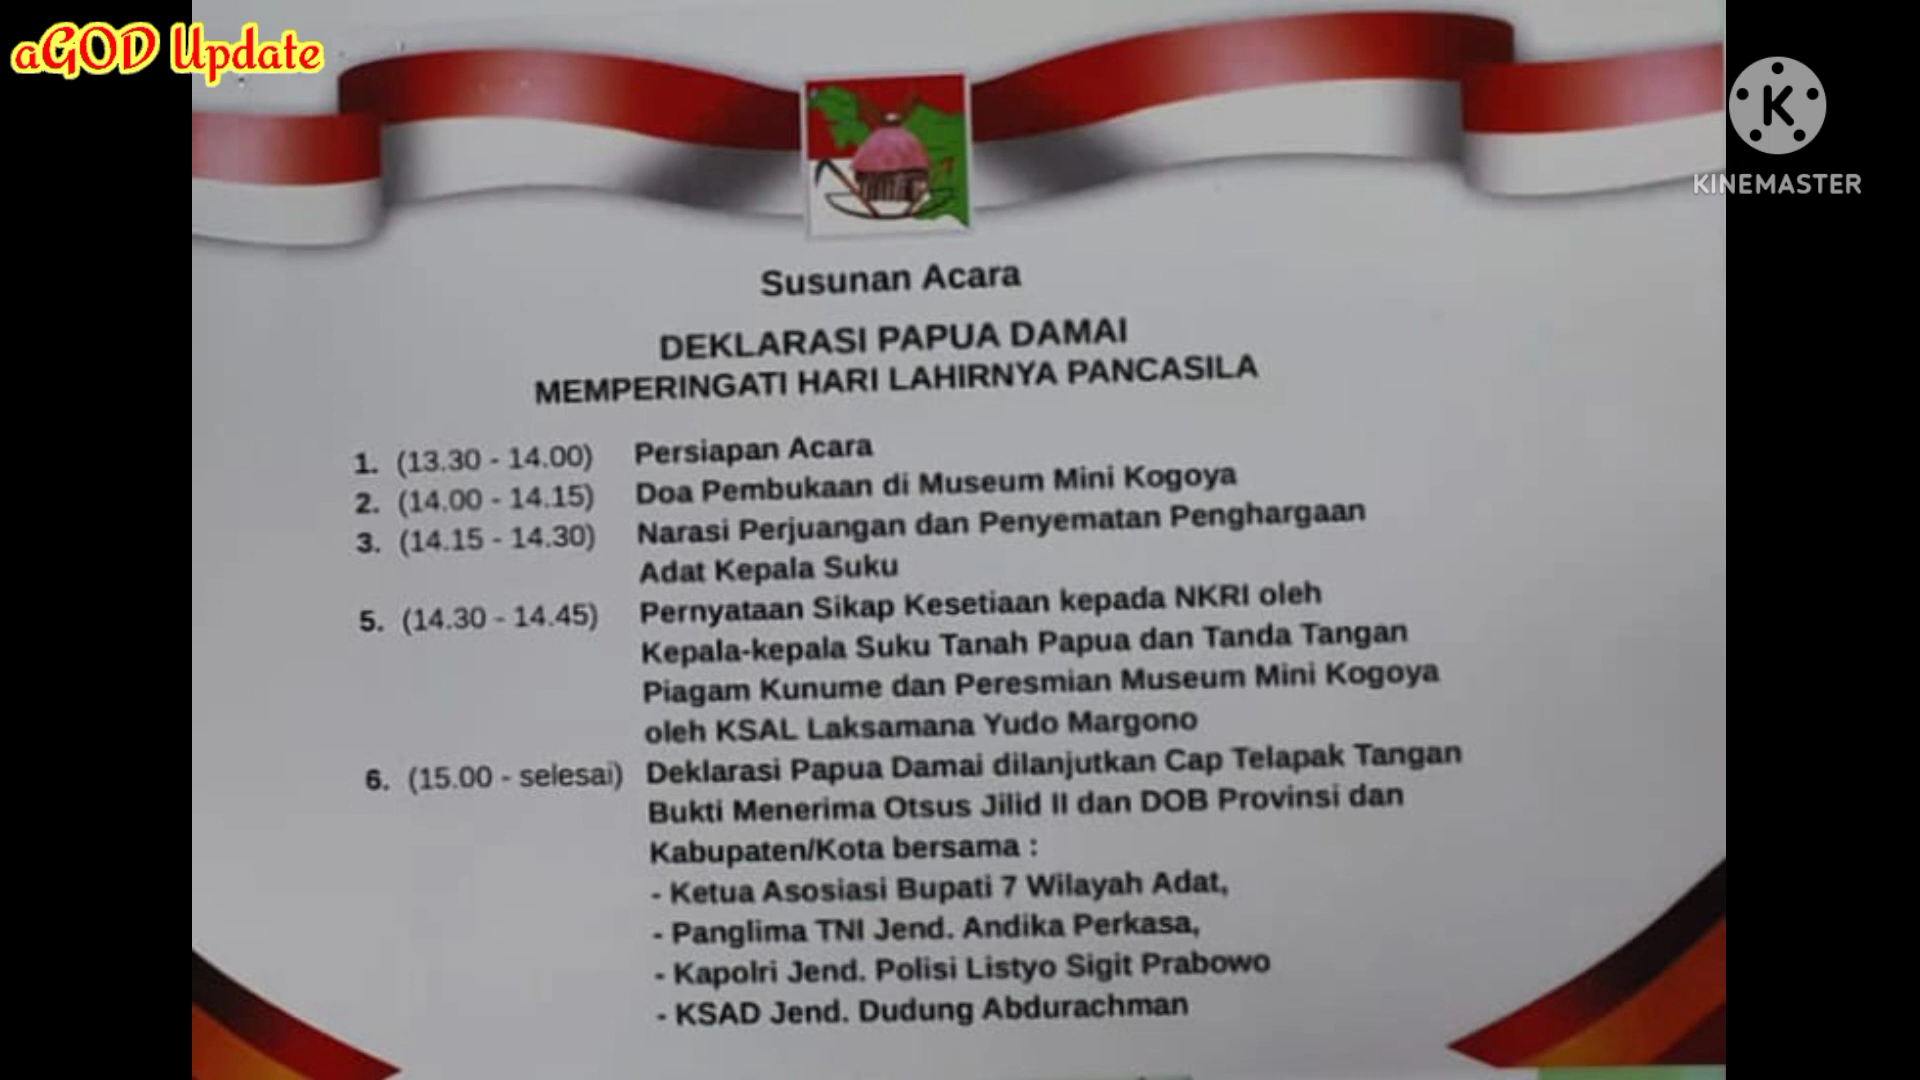 aGOD Update
KINEMASTER
Susunan Acara
DEKLARASI PAPUA DAMAI
MEMPERINGATI HARI LAHIRNYA PANCASILA
1. (13.30 - 14.00) Persiapan Acara
2. (14.00 - 14.15) Doa Pembukaan di Museum Mini Kogoya
3. (14.15 - 14.30) Narasi Perjuangan dan Penyematan Penghargaan
Adat Kepala Suku
5. (14.30 - 14.45) Pernyataan Sikap Kesetiaan kepada NKRI oleh
Kepala-kepala Suku Tanah Papua dan Tanda Tangan
Piagam Kunume dan Peresmian Museum Mini Kogoya
oleh KSAL Laksamana Yudo Margono
6. (15.00 - selesai) Deklarasi Papua Damai dilanjutkan Cap Telapak Tangan
Bukti Menerima Otsus Jilid II dan DOB Provinsi dan
Kabupaten/Kota bersama :
- Ketua Asosiasi Bupati 7 Wilayah Adat,
- Panglima TNI Jend. Andika Perkasa,
- Kapolri Jend. Polisi Listyo Sigit Prabowo
- KSAD Jend. Dudung Abdurachman